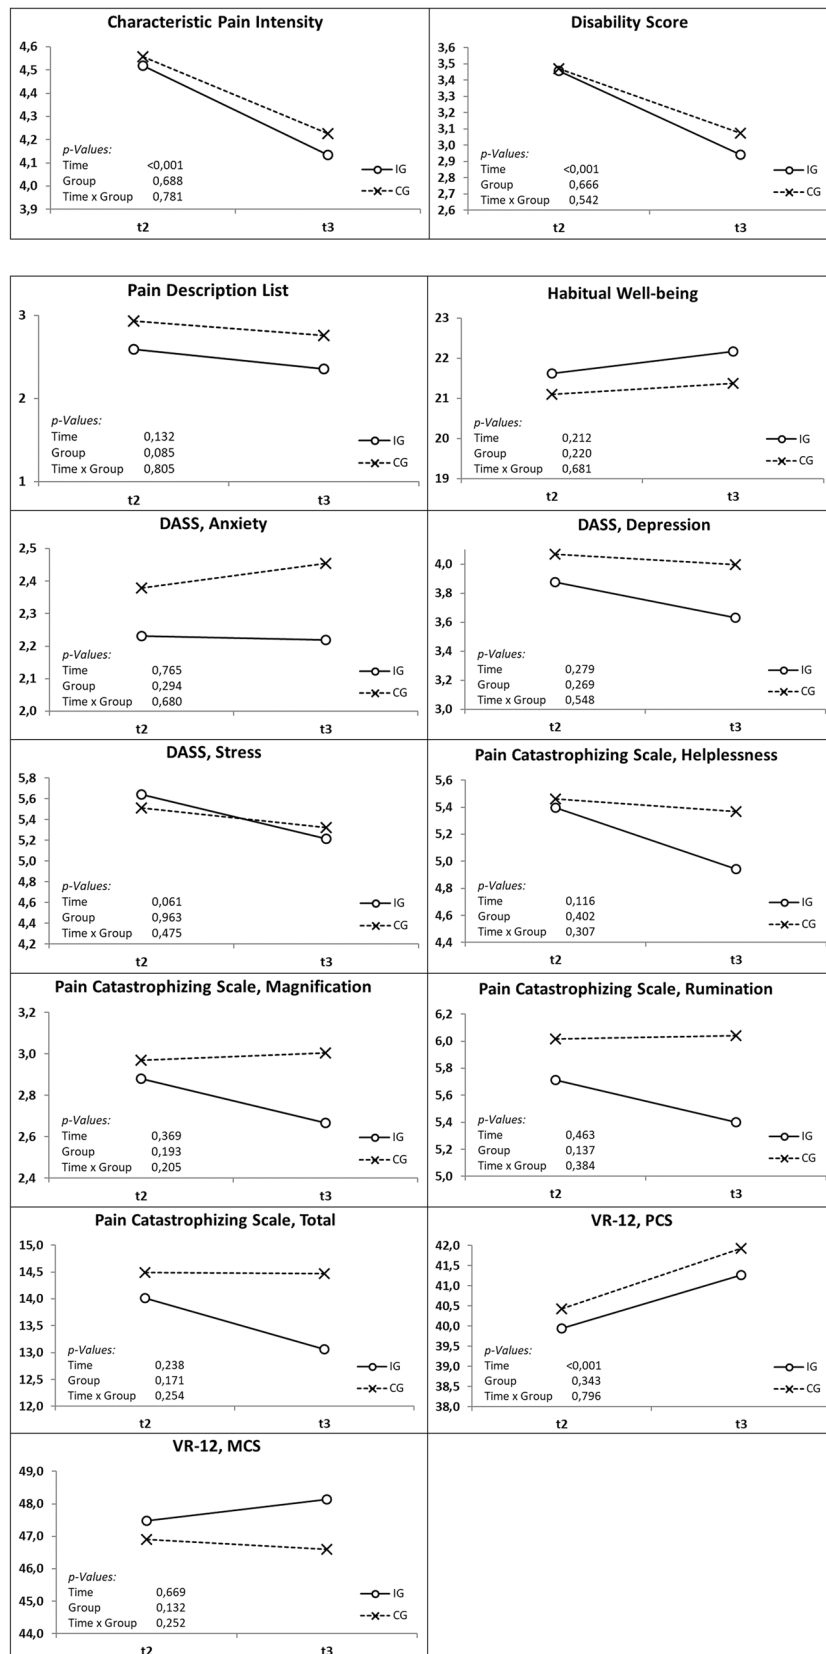 Characteristic Pain Intensity
4,6
4,5
4,4
4,3
4,2
4,1
4,0
3,9
p-Values:
Time <0,001
Group 0,688
Time x Group 0,781
IG
CG
t2 t3
Disability Score
3,6
3,5
3,4
3,3
3,2
3,1
3,0
2,9
2,8
2,7
2,6
p-Values:
Time <0,001
Group 0,666
Time x Group 0,542
IG
CG
t2 t3
Pain Description List
3
2
1
p-Values:
Time 0,132
Group 0,085
Time x Group 0,805
IG
CG
t2 t3
Habitual Well-being
23
22
21
20
19
p-Values:
Time 0,212
Group 0,220
Time x Group 0,681
IG
CG
t2 t3
DASS, Anxiety
2,5
2,4
2,3
2,2
2,1
2,0
p-Values:
Time 0,765
Group 0,294
Time x Group 0,680
IG
CG
t2 t3
DASS, Depression
4,0
3,8
3,6
3,4
3,2
3,0
p-Values:
Time 0,279
Group 0,269
Time x Group 0,548
IG
CG
t2 t3
DASS, Stress
5,8
5,6
5,4
5,2
5,0
4,8
4,6
4,4
4,2
p-Values:
Time 0,061
Group 0,963
Time x Group 0,475
IG
CG
t2 t3
Pain Catastrophizing Scale, Helplessness
5,6
5,4
5,2
5,0
4,8
4,6
4,4
p-Values:
Time 0,116
Group 0,402
Time x Group 0,307
IG
CG
t2 t3
Pain Catastrophizing Scale, Magnification
3,2
3,0
2,8
2,6
2,4
p-Values:
Time 0,369
Group 0,193
Time x Group 0,205
IG
CG
t2 t3
Pain Catastrophizing Scale, Rumination
6,2
6,0
5,8
5,6
5,4
5,2
5,0
p-Values:
Time 0,463
Group 0,137
Time x Group 0,384
IG
CG
t2 t3
Pain Catastrophizing Scale, Total
15,0
14,5
14,0
13,5
13,0
12,5
12,0
p-Values:
Time 0,238
Group 0,171
Time x Group 0,254
IG
CG
t2 t3
VR-12, PCS
42,0
41,5
41,0
40,5
40,0
39,5
39,0
38,5
38,0
p-Values:
Time <0,001
Group 0,343
Time x Group 0,796
IG
CG
t2 t3
VR-12, MCS
49,0
48,0
47,0
46,0
45,0
44,0
p-Values:
Time 0,669
Group 0,132
Time x Group 0,252
IG
CG
t2 t3